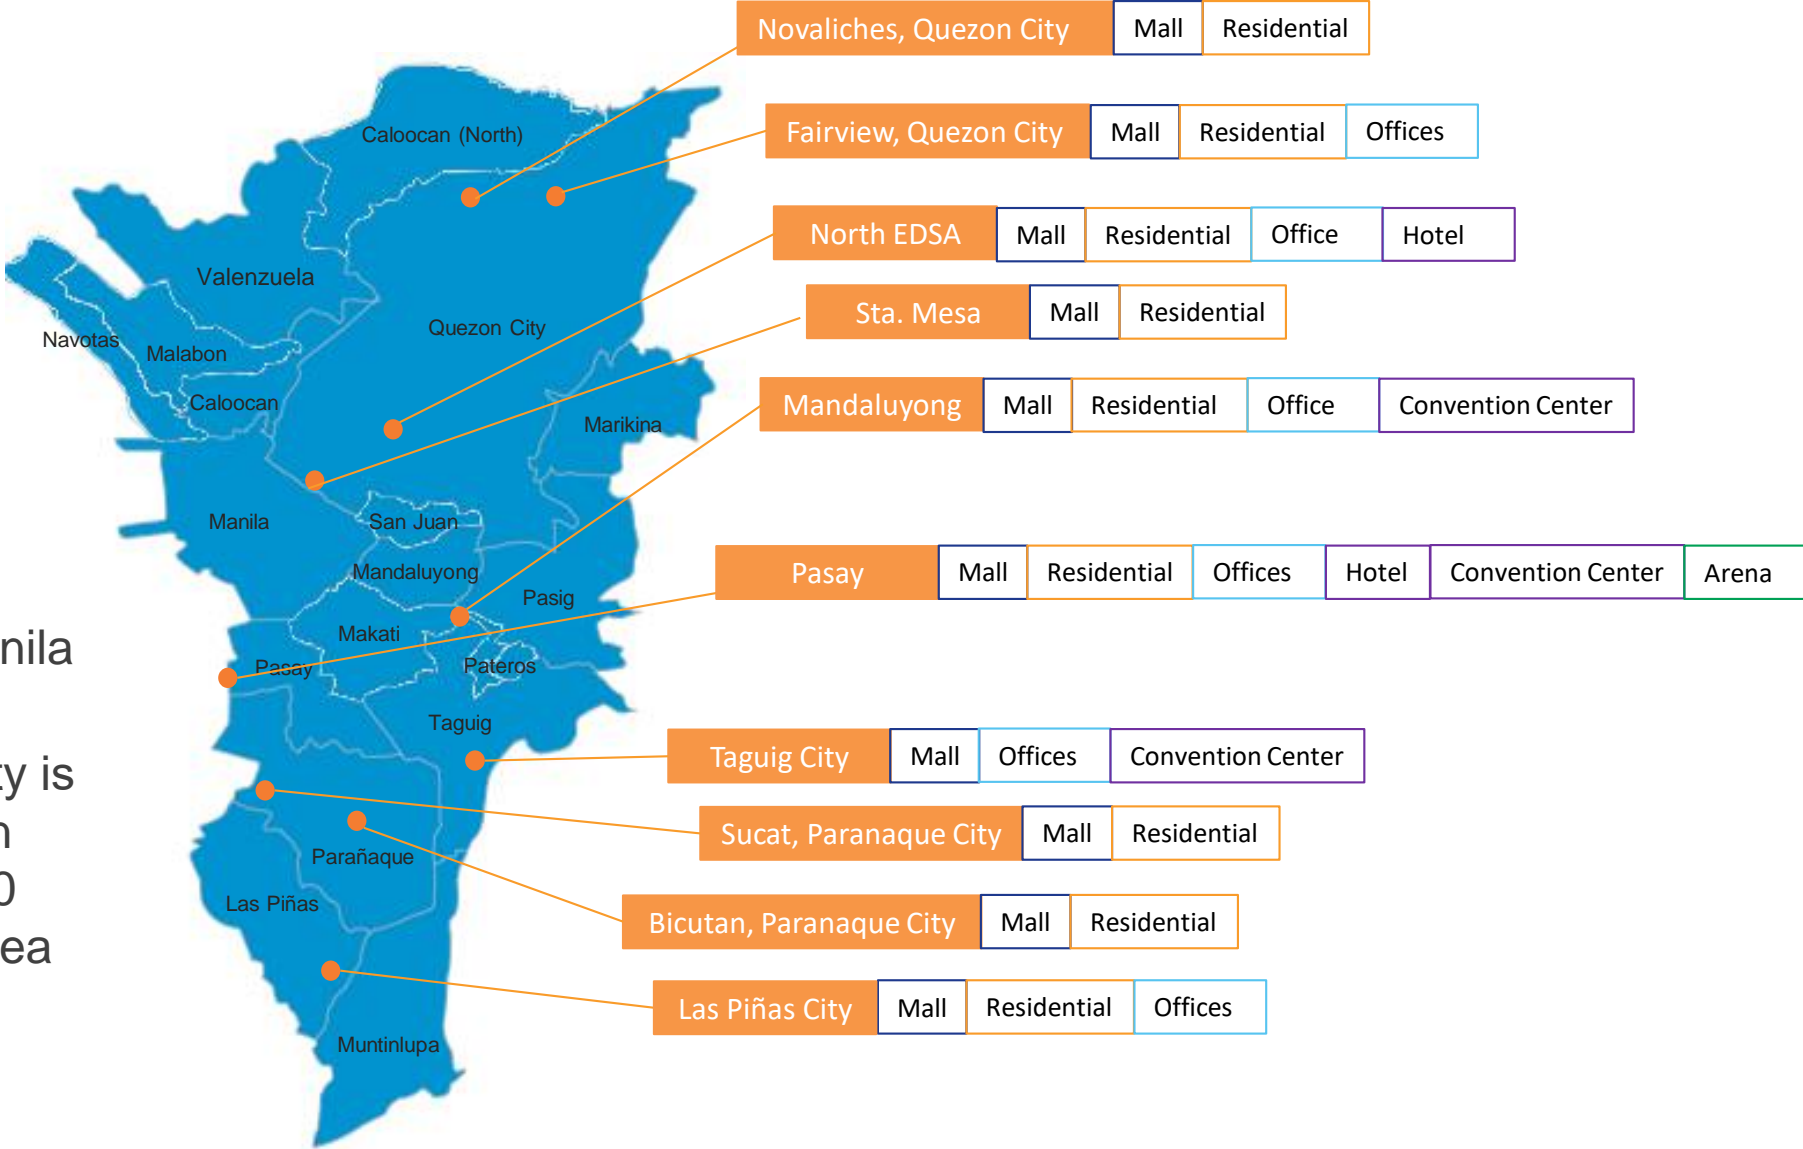 Novaliches, Quezon City Mall Residential
Fairview, Quezon City Mall Residential Offices
North EDSA Mall Residential Office Hotel
Sta. Mesa Mall Residential
Mandaluyong Mall Residential Office Convention Center
Pasay Mall Residential Offices Hotel Convention Center Arena
Taguig City Mall Offices Convention Center
Sucat, Paranaque City Mall Residential
Bicutan, Paranaque City Mall Residential
Las Piñas City Mall Residential Offices
Caloocan (North)
Valenzuela
Quezon City
Navotas
Malabon
Caloocan
Marikina
Manila
San Juan
Mandaluyong
Pasig
Makati
Pasay
Pateros
Taguig
Parañaque
Las Piñas
Muntinlupa
nila
ty is
n
0
ea